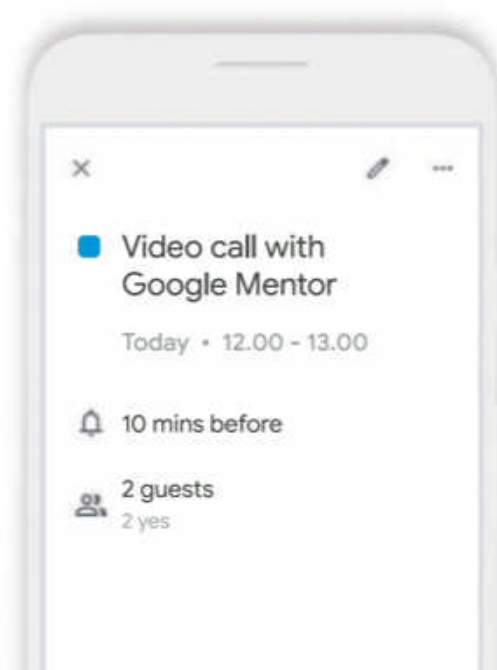 Video call with
Google Mentor
Today • 12.00 - 13.00
10 mins before
2 guests
2 yes